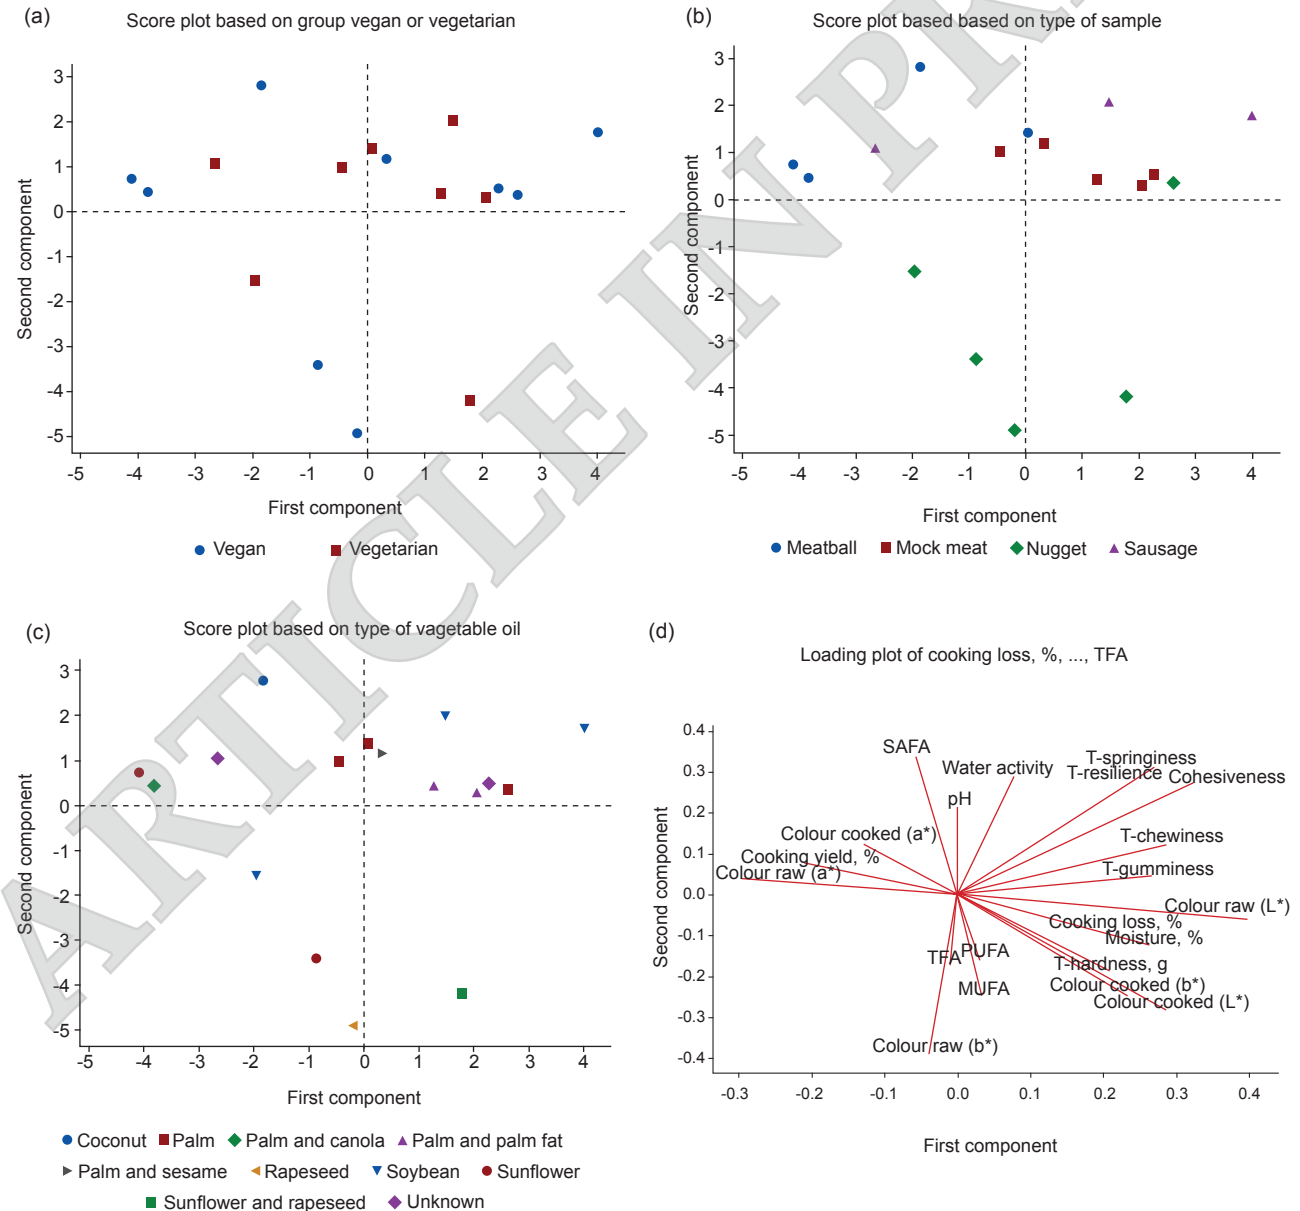 (a)
Score plot based on group vegan or vegetarian
3
2
1
0
-1
-2
-3
-4
-5
Second component
-5 -4 -3 -2 -1 0 1 2 3 4
First component
Vegan Vegetarian
(b)
Score plot based based on type of sample
3
2
1
0
-1
-2
-3
-4
-5
Second component
-5 -4 -3 -2 -1 0 1 2 3 4
First component
Meatball Mock meat Nugget Sausage
(c)
Score plot based on type of vagetable oil
3
2
1
0
-1
-2
-3
-4
-5
Second component
-5 -4 -3 -2 -1 0 1 2 3 4
First component
Coconut Palm Palm and canola Palm and palm fat
Palm and sesame Rapeseed Soybean Sunflower
Sunflower and rapeseed Unknown
(d)
Loading plot of cooking loss, %, ..., TFA
0.4
0.3
0.2
0.1
0.0
-0.1
-0.2
-0.3
-0.4
Second component
SAFA
Water activity
pH
T-springiness
T-resilience
Cohesiveness
Colour cooked (a*)
Cooking yield, %
Colour raw (a*)
T-chewiness
T-gumminess
Colour raw (L*)
Cooking loss, %
Moisture, %
TFA
PUFA
T-hardness, g
MUFA
Colour cooked (b*)
Colour cooked (L*)
Colour raw (b*)
-0.3 -0.2 -0.1 0.0 0.1 0.2 0.3 0.4
First component
ARTICLE IN PR